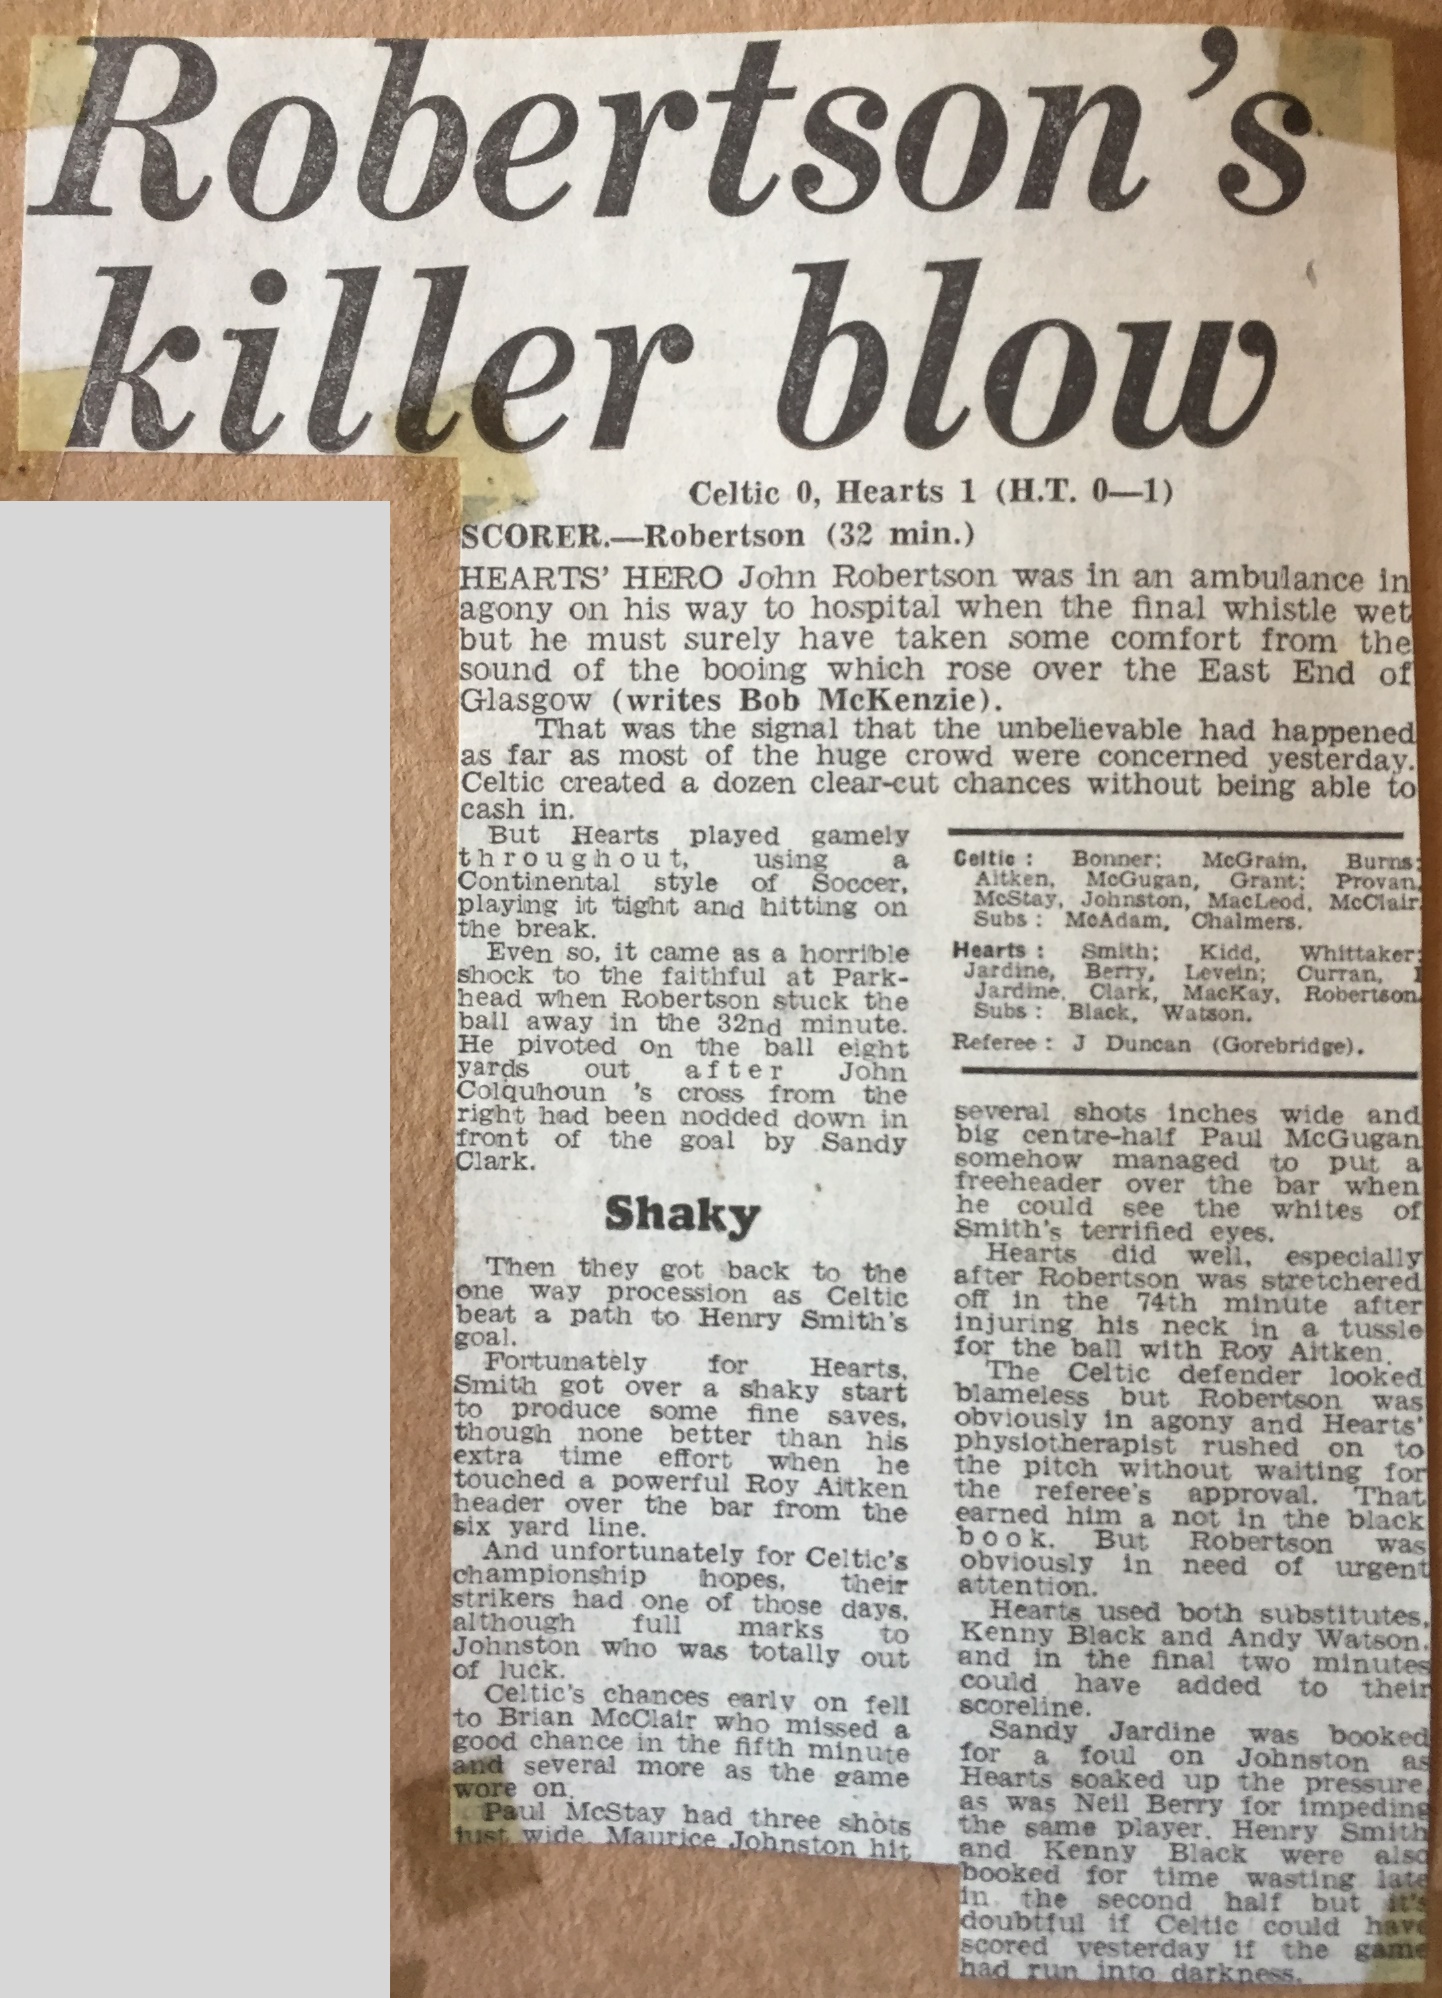 Robertson's
killer blow
Celtic 0, Hearts 1 (H.T. 0—1)
SCORER.—Robertson (32 min.)
HEARTS' HERO John Robertson was in an ambulance in
agony on his way to hospital when the final whistle wet
but he must surely have taken some comfort from the
sound of the booing which rose over the East End of
Glasgow (writes Bob McKenzie).
That was the signal that the unbelievable had happened
as far as most of the huge crowd were concerned yesterday.
Celtic created a dozen clear-cut chances without being able to
cash in.
But Hearts played gamely
throughout, using a
Continental style of Soccer,
playing it tight and hitting on
the break.
Even so, it came as a horrible
shock to the faithful at Park-
head when Robertson stuck the
ball away in the 32nd minute.
He pivoted on the ball eight
yards out after John
Colquhoun 's cross from the
right had been nodded down in
front of the goal by Sandy
Clark.
Shaky
Then they got back to the
one way procession as Celtic
beat a path to Henry Smith's
goal.
Fortunately for Hearts,
Smith got over a shaky start
to produce some fine saves,
though none better than his
extra time effort when he
touched a powerful Roy Aitken
header over the bar from the
six yard line.
And unfortunately for Celtic's
championship hopes, their
strikers had one of those days,
although full marks to
Johnston who was totally out
of luck.
Celtic's chances early on fell
to Brian McClair who missed a
good chance in the fifth minute
and several more as the game
wore on.
Paul McStay had three shots
just wide. Maurice Johnston hit
Celtic : Bonner; McGrain, Burns;
Aitken, McGugan, Grant; Provan,
McStay, Johnston, MacLeod, McClair.
Subs : McAdam, Chalmers.
Hearts : Smith; Kidd, Whittaker;
Jardine, Berry, Levein; Curran, I
Jardine, Clark, MacKay, Robertson.
Subs : Black, Watson.
Referee : J Duncan (Gorebridge).
several shots inches wide and
big centre-half Paul McGugan
somehow managed to put a
freeheader over the bar when
he could see the whites of
Smith's terrified eyes.
Hearts did well, especially
after Robertson was stretchered
off in the 74th minute after
injuring his neck in a tussle
for the ball with Roy Aitken.
The Celtic defender looked
blameless but Robertson was
obviously in agony and Hearts'
physiotherapist rushed on to
the pitch without waiting for
the referee's approval. That
earned him a not in the black
book. But Robertson was
obviously in need of urgent
attention.
Hearts used both substitutes,
Kenny Black and Andy Watson,
and in the final two minutes
could have added to their
scoreline.
Sandy Jardine was booked
for a foul on Johnston as
Hearts soaked up the pressure,
as was Neil Berry for impeding
the same player. Henry Smith
and Kenny Black were also
booked for time wasting late
in the second half but it's
doubtful if Celtic could have
scored yesterday if the game
had run into darkness.